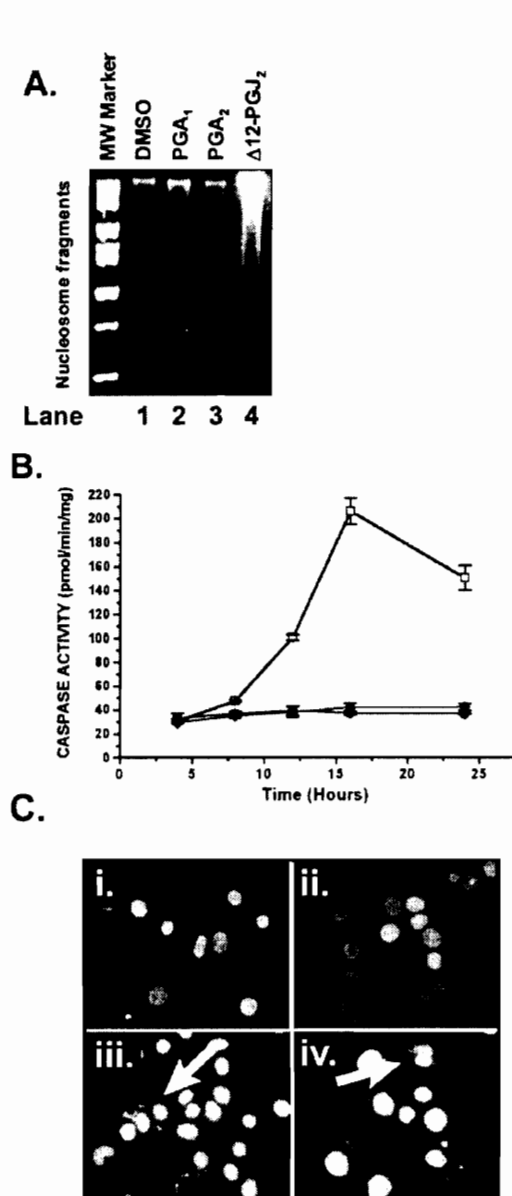 A.
MW Marker
DMSO
PGA1
PGA2
Δ12-PGJ2
Nucleosome fragments
Lane 1 2 3 4
B.
CASPASE ACTIVITY (pmol/min/mg)
220
200
180
160
140
120
100
80
60
40
20
0
0 5 10 15 20 25
Time (Hours)
C.
i.
ii.
iii.
iv.